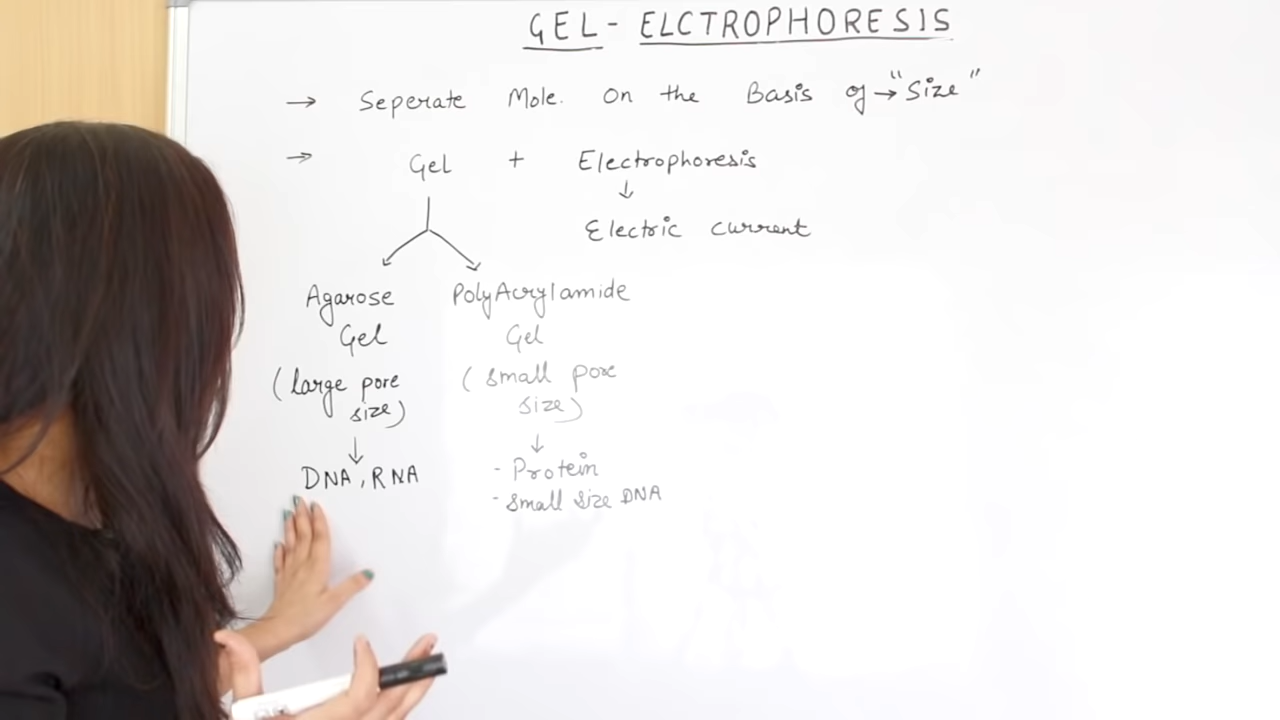 GEL - ELCTROPHORESIS
→ Seperate Mole. On the Basis of → "Size"
→ Gel + Electrophoresis
↓
Electric current
Agarose PolyAcrylamide
Gel Gel
(large pore (small pore
size) size)
↓ ↓
DNA, RNA - Protein
- Small size DNA